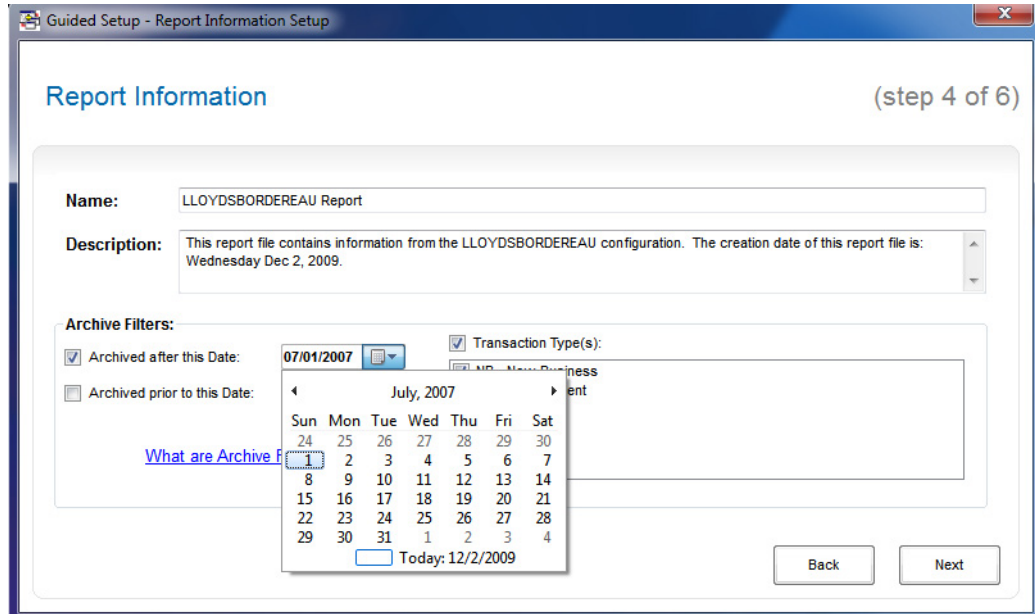 Guided Setup - Report Information Setup
Report Information
(step 4 of 6)
Name:
LLOYDSBORDEREAU Report
Description:
This report file contains information from the LLOYDSBORDEREAU configuration. The creation date of this report file is:
Wednesday Dec 2, 2009.
Archive Filters:
Archived after this Date:
07/01/2007
Transaction Type(s):
Archived prior to this Date:
What are Archive
July, 2007
Sun Mon Tue Wed Thu Fri Sat
24 25 26 27 28 29 30
1 2 3 4 5 6 7
8 9 10 11 12 13 14
15 16 17 18 19 20 21
22 23 24 25 26 27 28
29 30 31 1 2 3 4
Today: 12/2/2009
Back
Next